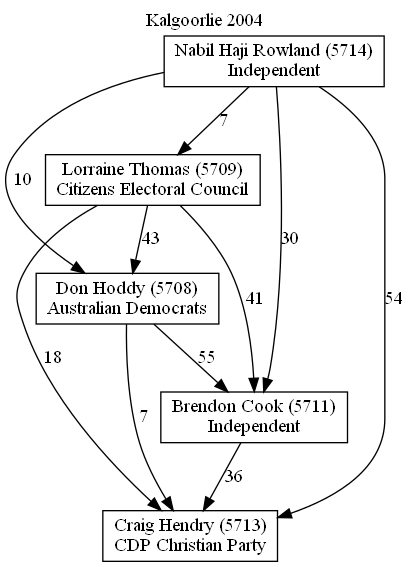 Kalgoorlie 2004
Nabil Haji Rowland (5714)
Independent
7
Lorraine Thomas (5709)
Citizens Electoral Council
10
43
30
Don Hoddy (5708)
Australian Democrats
41
54
18
55
Brendon Cook (5711)
Independent
7
36
Craig Hendry (5713)
CDP Christian Party